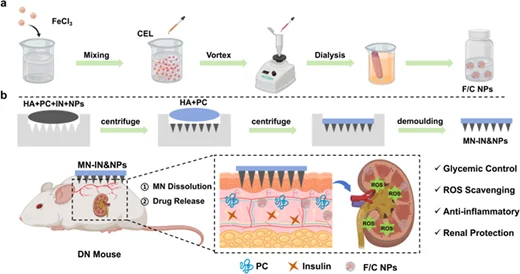 a
FeCl3
CEL
Mixing
Vortex
Dialysis
F/C NPs
b
HA+PC+IN+NPs
HA+PC
centrifuge
centrifuge
demoulding
MN-IN&NPs
MN-IN&NPs
① MN Dissolution
② Drug Release
DN Mouse
ROS
ROS
ROS
ROS
✓ Glycemic Control
✓ ROS Scavenging
✓ Anti-inflammatory
✓ Renal Protection
PC
Insulin
F/C NPs